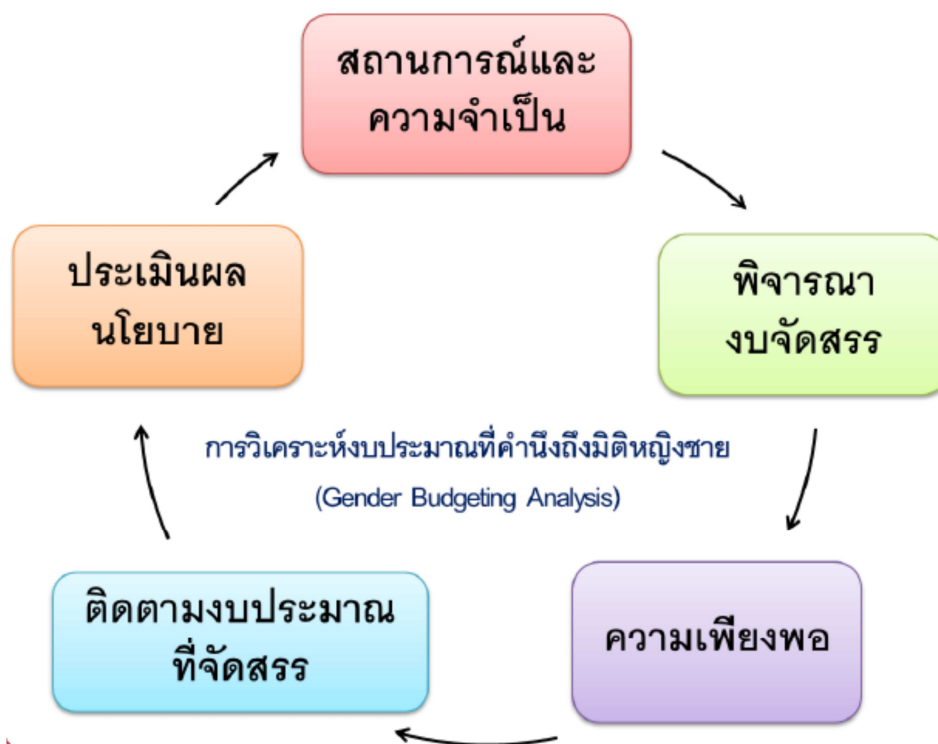 สถานการณ์และ
ความจำเป็น
พิจารณา
งบจัดสรร
ความเพียงพอ
ติดตามงบประมาณ
ที่จัดสรร
ประเมินผล
นโยบาย
การวิเคราะห์งบประมาณที่คำนึงถึงมิติหญิงชาย
(Gender Budgeting Analysis)